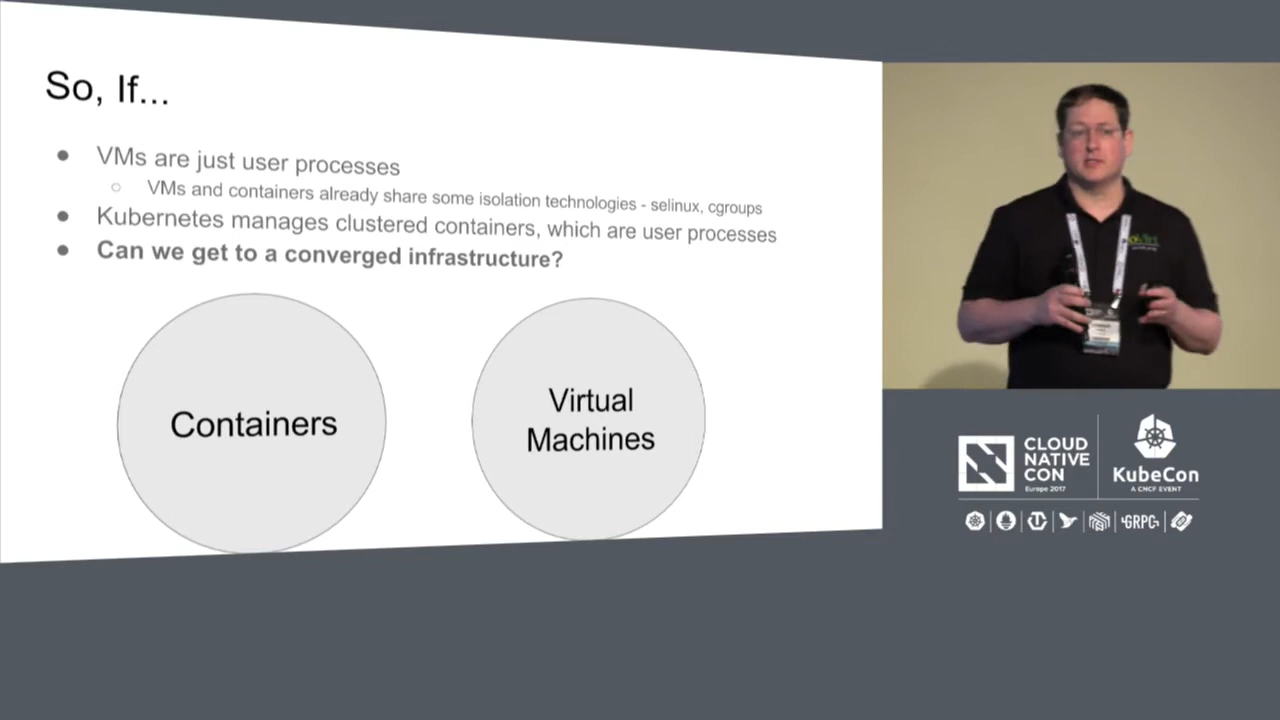 So, If...
● VMs are just user processes
○ VMs and containers already share some isolation technologies - selinux, cgroups
● Kubernetes manages clustered containers, which are user processes
● Can we get to a converged infrastructure?
Containers
Virtual
Machines
CLOUD
NATIVE
CON
Europe 2017
KubeCon
A CNCF EVENT
GRPC